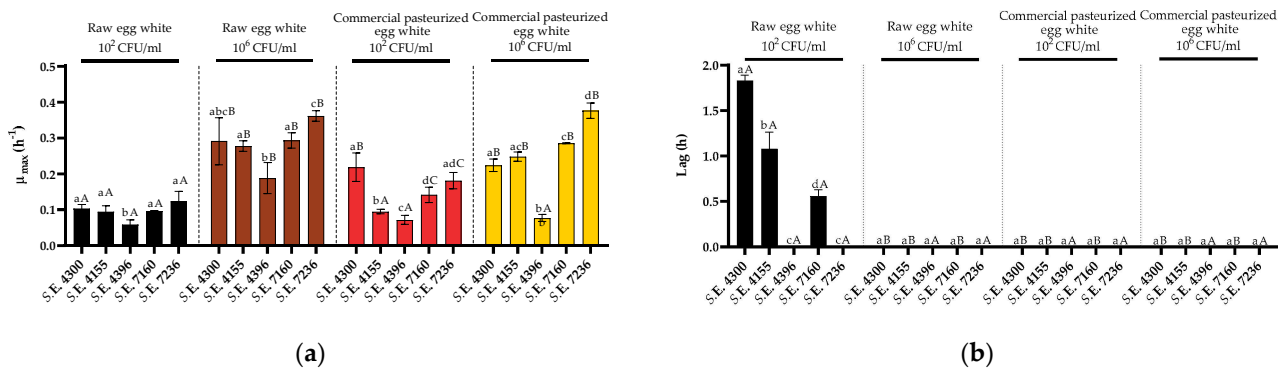 Raw egg white
10² CFU/ml
Raw egg white
10⁶ CFU/ml
Commercial pasteurized
egg white
10² CFU/ml
Commercial pasteurized
egg white
10⁶ CFU/ml
μ max (h⁻¹)
0.5
0.4
0.3
0.2
0.1
0.0
aA
aA
bA
aA
aA
abcB
aB
bB
aB
cB
aB
bA
cA
dC
adC
aB
acB
bA
b
cB
dB
S.E. 4300
S.E. 4155
S.E. 4396
S.E. 7160
S.E. 7236
S.E. 4300
S.E. 4155
S.E. 4396
S.E. 7160
S.E. 7236
S.E. 4300
S.E. 4155
S.E. 4396
S.E. 7160
S.E. 7236
S.E. 4300
S.E. 4155
S.E. 4396
S.E. 7160
S.E. 7236
(a)
Raw egg white
10² CFU/ml
Raw egg white
10⁶ CFU/ml
Commercial pasteurized
egg white
10² CFU/ml
Commercial pasteurized
egg white
10⁶ CFU/ml
Lag (h)
2.0
1.5
1.0
0.5
0.0
aA
bA
cA
dA
cA
aB
aB
aA
aB
aA
aB
aB
aA
aB
aA
aB
aB
aA
aB
aA
S.E. 4300
S.E. 4155
S.E. 4396
S.E. 7160
S.E. 7236
S.E. 4300
S.E. 4155
S.E. 4396
S.E. 7160
S.E. 7236
S.E. 4300
S.E. 4155
S.E. 4396
S.E. 7160
S.E. 7236
S.E. 4300
S.E. 4155
S.E. 4396
S.E. 7160
S.E. 7236
(b)